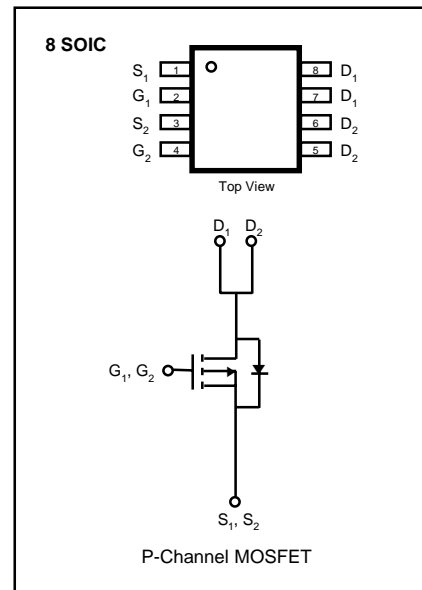 8 SOIC
S₁ 1 8 D₁
G₁ 2 7 D₁
S₂ 3 6 D₂
G₂ 4 5 D₂
Top View
D₁ D₂
G₁, G₂
S₁, S₂
P-Channel MOSFET